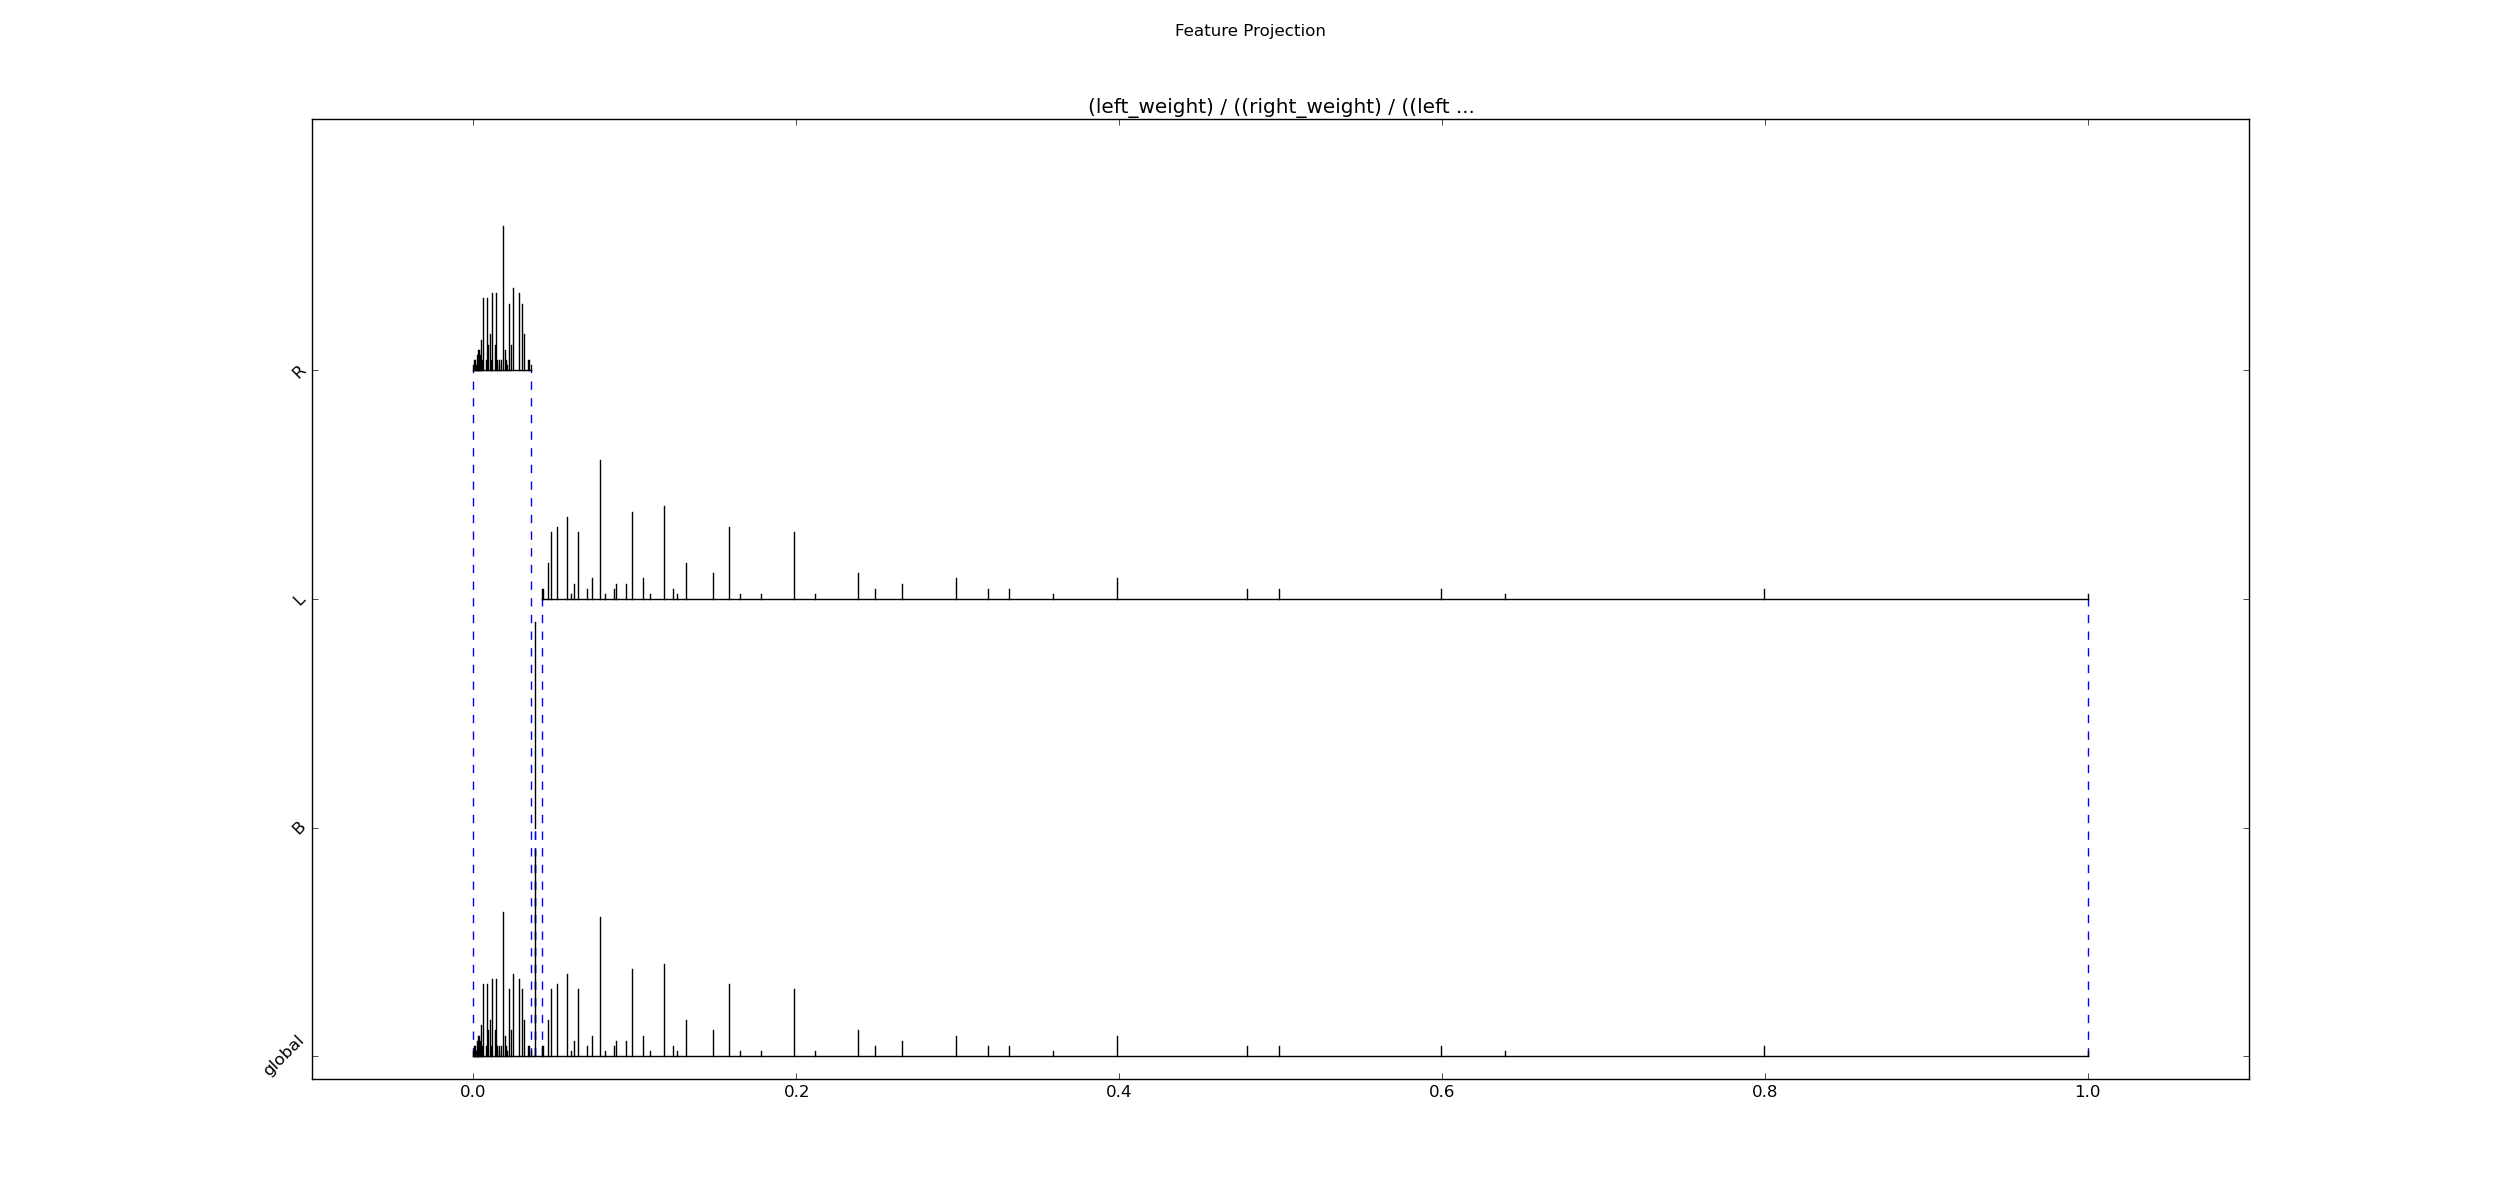 Feature Projection
(left_weight) / ((right_weight) / ((left ...
R
L
B
global
0.0 0.2 0.4 0.6 0.8 1.0